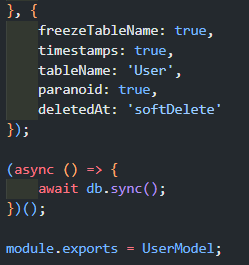 }, {
    freezeTableName: true,
    timestamps: true,
    tableName: 'User',
    paranoid: true,
    deletedAt: 'softDelete'
});

(async () => {
    await db.sync();
})();

module.exports = UserModel;